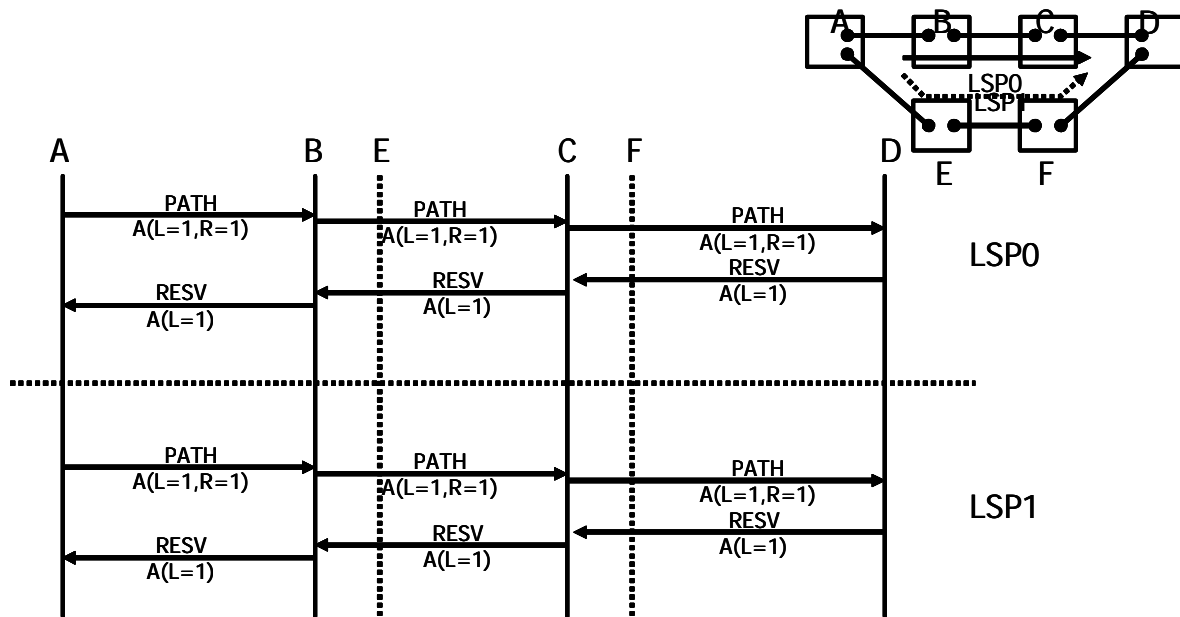 A B C D
LSP0
LSP1
E F
A B E C F D
PATH
A(L=1,R=1)
PATH
A(L=1,R=1)
PATH
A(L=1,R=1)
RESV
A(L=1)
RESV
A(L=1)
RESV
A(L=1)
LSP0
PATH
A(L=1,R=1)
PATH
A(L=1,R=1)
PATH
A(L=1,R=1)
RESV
A(L=1)
RESV
A(L=1)
RESV
A(L=1)
LSP1